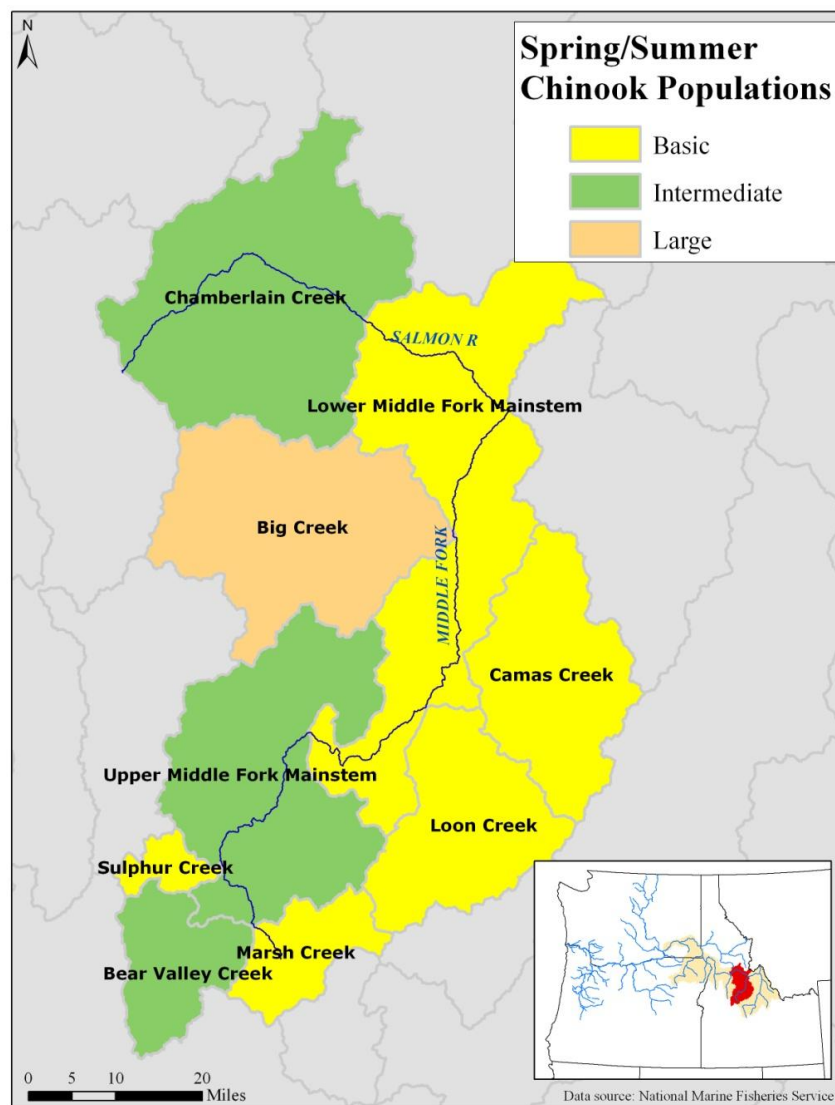 N
Spring/Summer
Chinook Populations
Basic
Intermediate
Large
Chamberlain Creek
SALMON R
Lower Middle Fork Mainstem
Big Creek
MIDDLE FORK
Camas Creek
Upper Middle Fork Mainstem
Loon Creek
Sulphur Creek
Marsh Creek
Bear Valley Creek
0 5 10 20
Miles
Data source: National Marine Fisheries Service